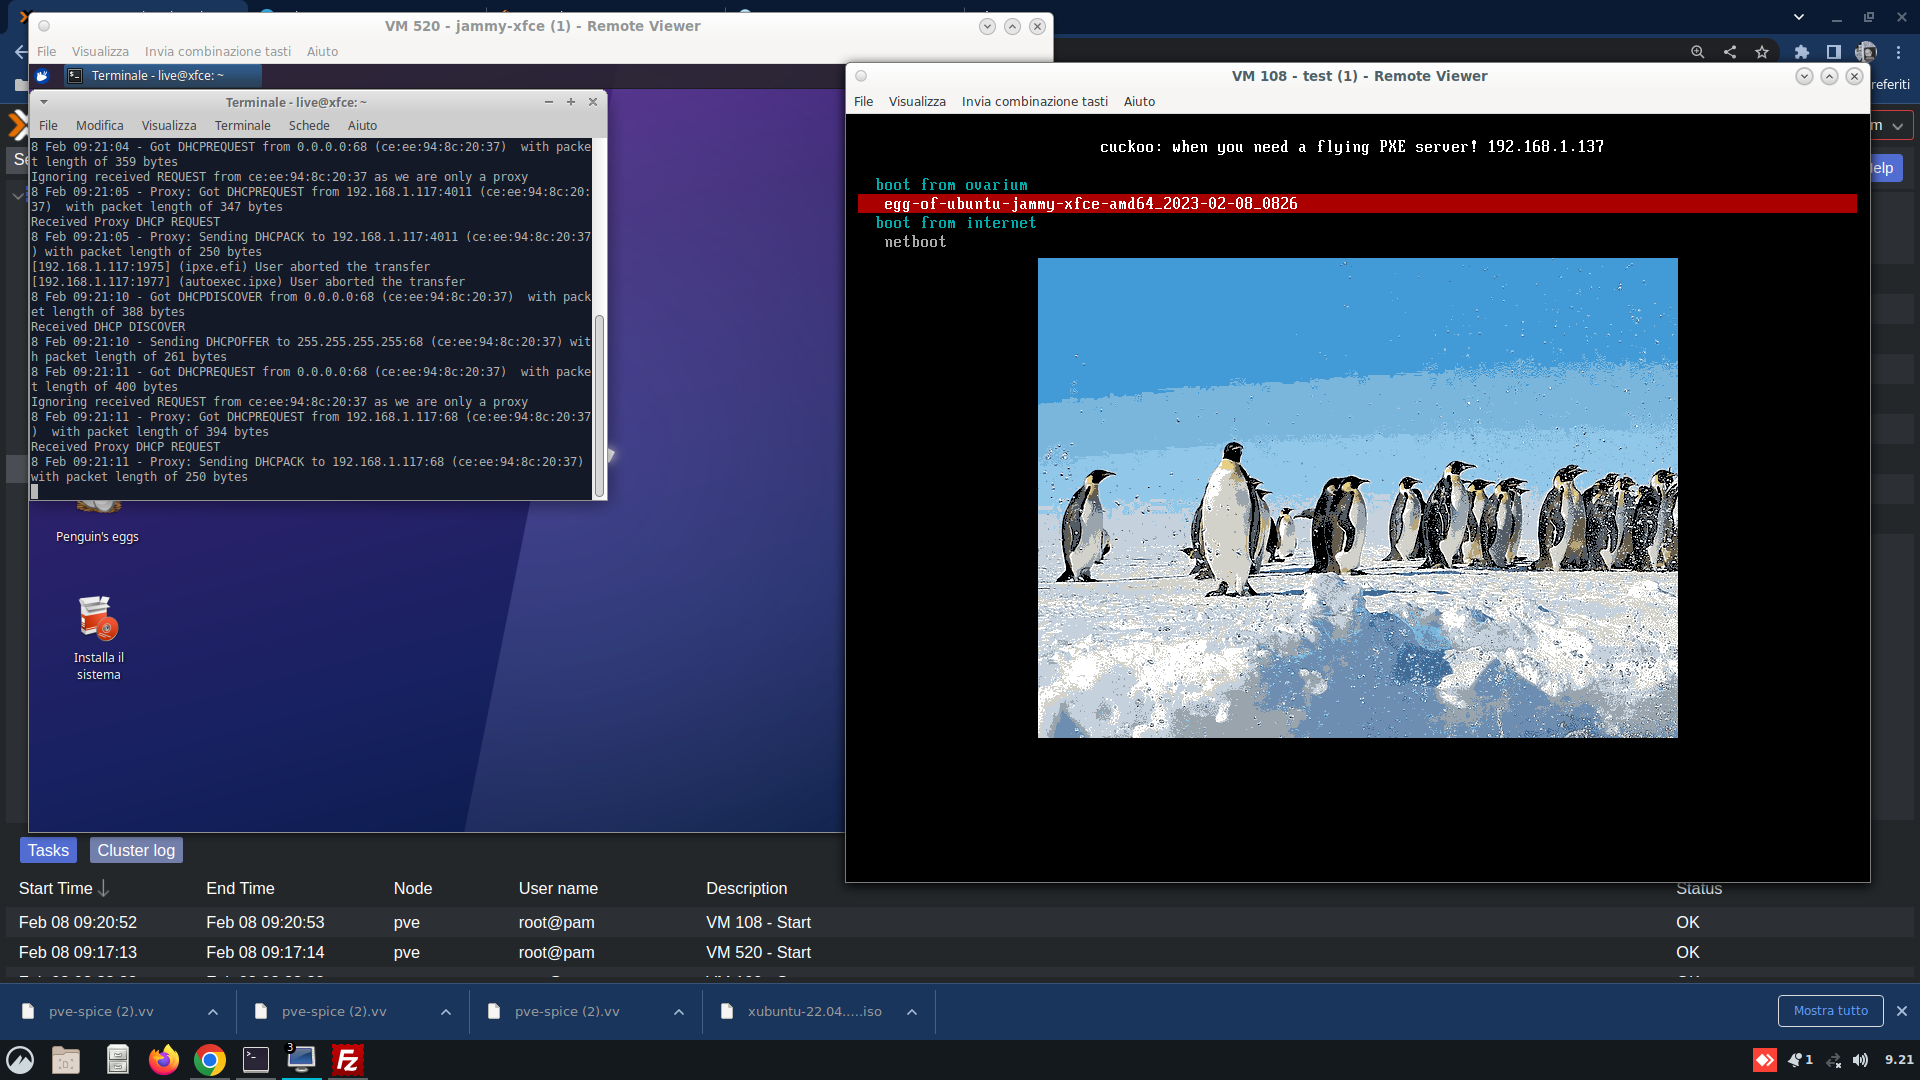 VM 520 - jammy-xfce (1) - Remote Viewer
File Visualizza Invia combinazione tasti Aiuto
Terminale - live@xfce: ~
Terminale - live@xfce: ~
File Modifica Visualizza Terminale Schede Aiuto
8 Feb 09:21:04 - Got DHCPREQUEST from 0.0.0.0:68 (ce:ee:94:8c:20:37)  with packe
t length of 359 bytes
Ignoring received REQUEST from ce:ee:94:8c:20:37 as we are only a proxy
8 Feb 09:21:05 - Proxy: Got DHCPREQUEST from 192.168.1.117:4011 (ce:ee:94:8c:20:
37)  with packet length of 347 bytes
Received Proxy DHCP REQUEST
8 Feb 09:21:05 - Proxy: Sending DHCPACK to 192.168.1.117:4011 (ce:ee:94:8c:20:37
) with packet length of 250 bytes
[192.168.1.117:1975] (ipxe.efi) User aborted the transfer
[192.168.1.117:1977] (autoexec.ipxe) User aborted the transfer
8 Feb 09:21:10 - Got DHCPDISCOVER from 0.0.0.0:68 (ce:ee:94:8c:20:37)  with pack
et length of 388 bytes
Received DHCP DISCOVER
8 Feb 09:21:10 - Sending DHCPOFFER to 255.255.255.255:68 (ce:ee:94:8c:20:37) wit
h packet length of 261 bytes
8 Feb 09:21:11 - Got DHCPREQUEST from 0.0.0.0:68 (ce:ee:94:8c:20:37)  with packe
t length of 400 bytes
Ignoring received REQUEST from ce:ee:94:8c:20:37 as we are only a proxy
8 Feb 09:21:11 - Proxy: Got DHCPREQUEST from 192.168.1.117:68 (ce:ee:94:8c:20:37
)  with packet length of 394 bytes
Received Proxy DHCP REQUEST
8 Feb 09:21:11 - Proxy: Sending DHCPACK to 192.168.1.117:68 (ce:ee:94:8c:20:37)
with packet length of 250 bytes
Penguin's eggs
Installa il
sistema
VM 108 - test (1) - Remote Viewer
File Visualizza Invia combinazione tasti Aiuto
cuckoo: when you need a flying PXE server! 192.168.1.137
boot from ovarium
egg-of-ubuntu-jammy-xfce-amd64_2023-02-08_0826
boot from internet
netboot
referiti
m
elp
Se
Tasks Cluster log
Start Time End Time Node User name Description Status
Feb 08 09:20:52 Feb 08 09:20:53 pve root@pam VM 108 - Start OK
Feb 08 09:17:13 Feb 08 09:17:14 pve root@pam VM 520 - Start OK
pve-spice (2).vv pve-spice (2).vv pve-spice (2).vv xubuntu-22.04.....iso Mostra tutto
3 1 9.21